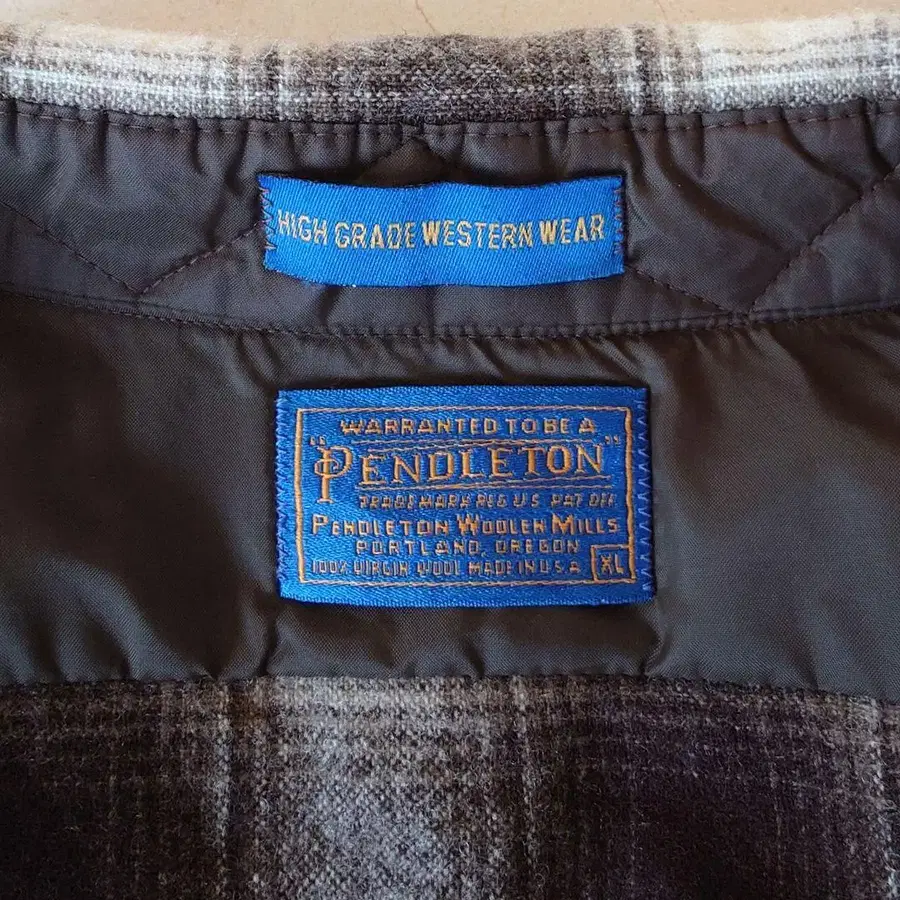 HIGH GRADE WESTERN WEAR
WARRANTED TO BE A
"PENDLETON"
TRADE MARK REG U S PAT OFF
PENDLETON WOOLEN MILLS
PORTLAND, OREGON
100% VIRGIN WOOL MADE IN U.S.A
XL